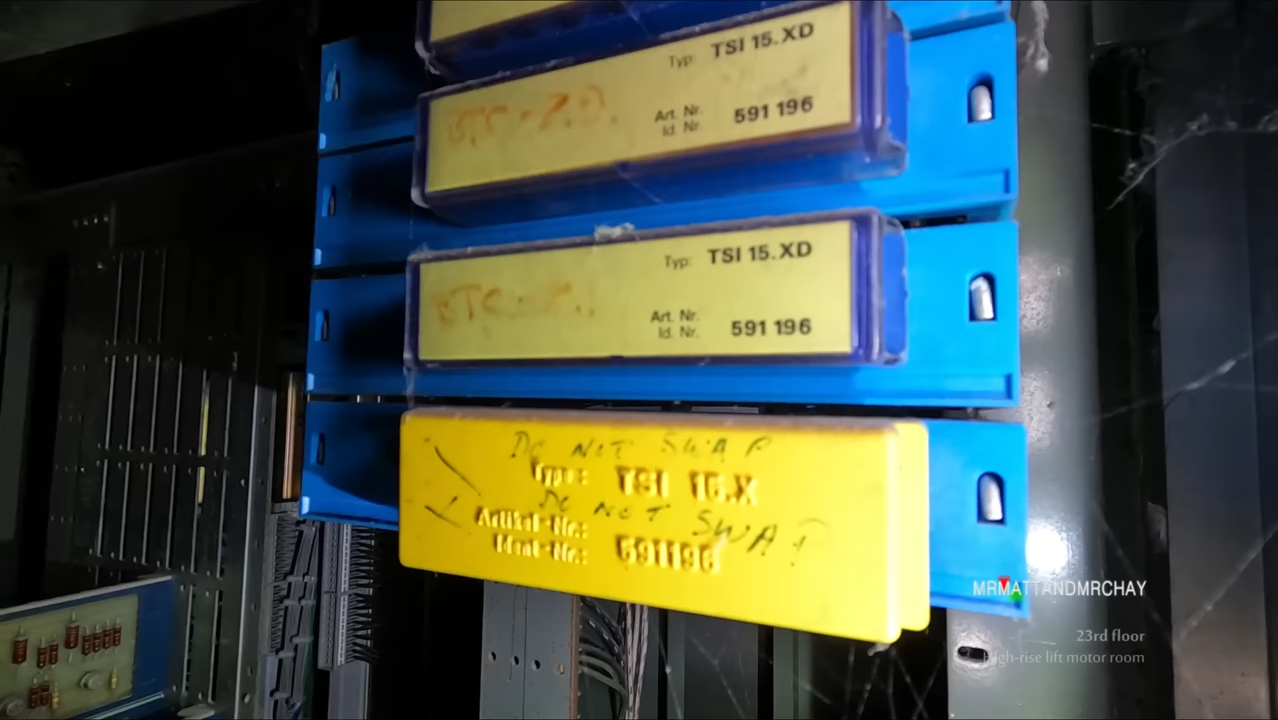 Typ: TSI 15.XD
Art. Nr.
Id. Nr. 591 196
Typ: TSI 15.XD
Art. Nr.
Id. Nr. 591 196
DO NOT SWAP
Type: TSI 15.X
DO NOT SWAP
Artikel-Nr.:
Ident-Nr.: 591196
MRMATTANDMRCHAY
23rd floor
high-rise lift motor room